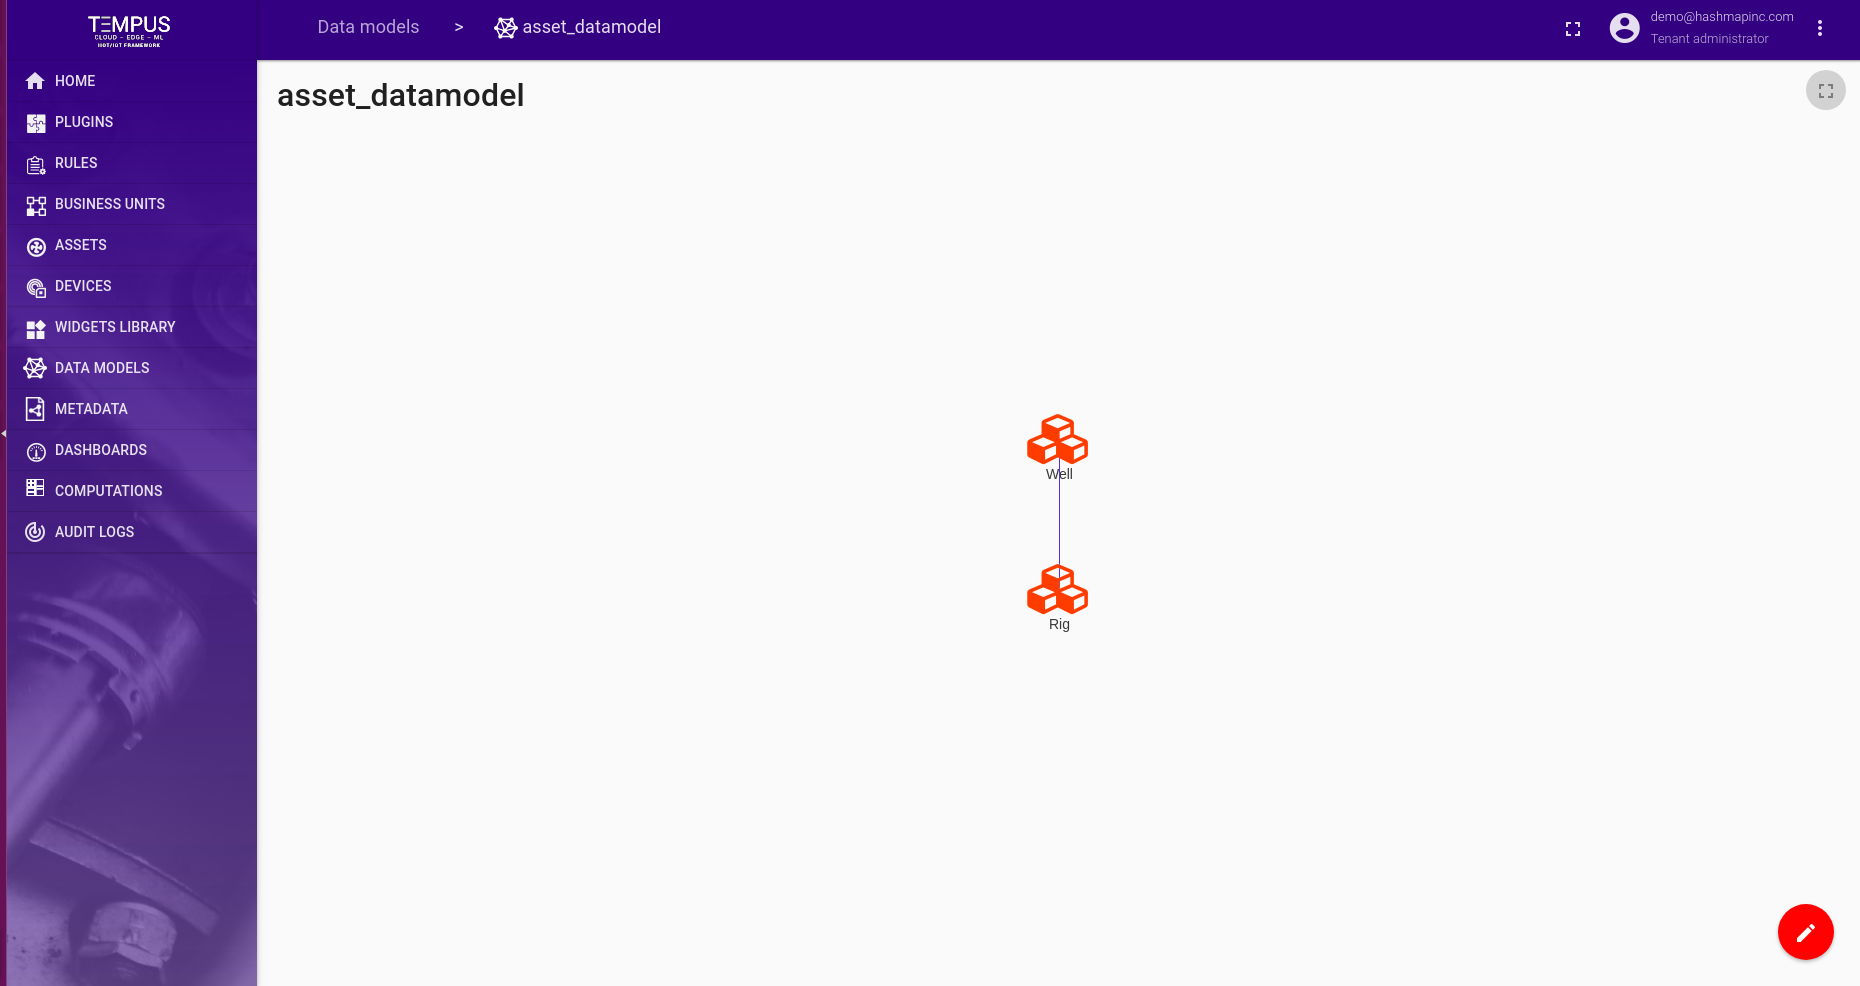 TEMPUS
CLOUD - EDGE - ML
IIOT/IOT FRAMEWORK
Data models > asset_datamodel
demo@hashmapinc.com
Tenant administrator
HOME
PLUGINS
RULES
BUSINESS UNITS
ASSETS
DEVICES
WIDGETS LIBRARY
DATA MODELS
METADATA
DASHBOARDS
COMPUTATIONS
AUDIT LOGS
asset_datamodel
Well
Rig